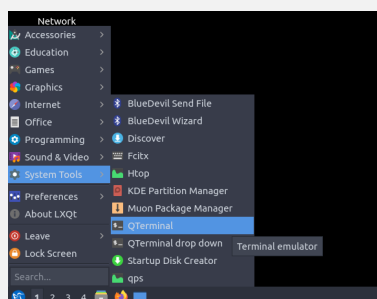 Network
Accessories
Education
Games
Graphics
Internet
Office
Programming
Sound & Video
System Tools
Preferences
About LXQt
Leave
Lock Screen
Search...
BlueDevil Send File
BlueDevil Wizard
Discover
Fcitx
Htop
KDE Partition Manager
Muon Package Manager
QTerminal
QTerminal drop down
Startup Disk Creator
qps
Terminal emulator
1 2 3 4